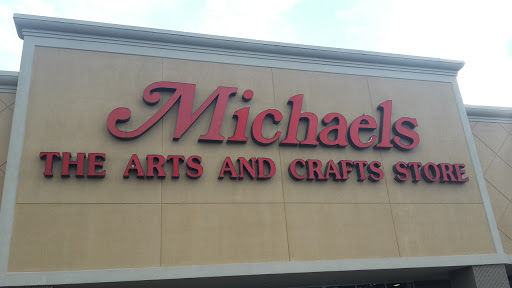 Michaels
THE ARTS AND CRAFTS STORE